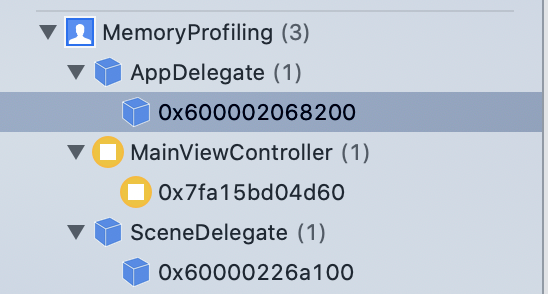 MemoryProfiling (3)
AppDelegate (1)
0x600002068200
MainViewController (1)
0x7fa15bd04d60
SceneDelegate (1)
0x60000226a100